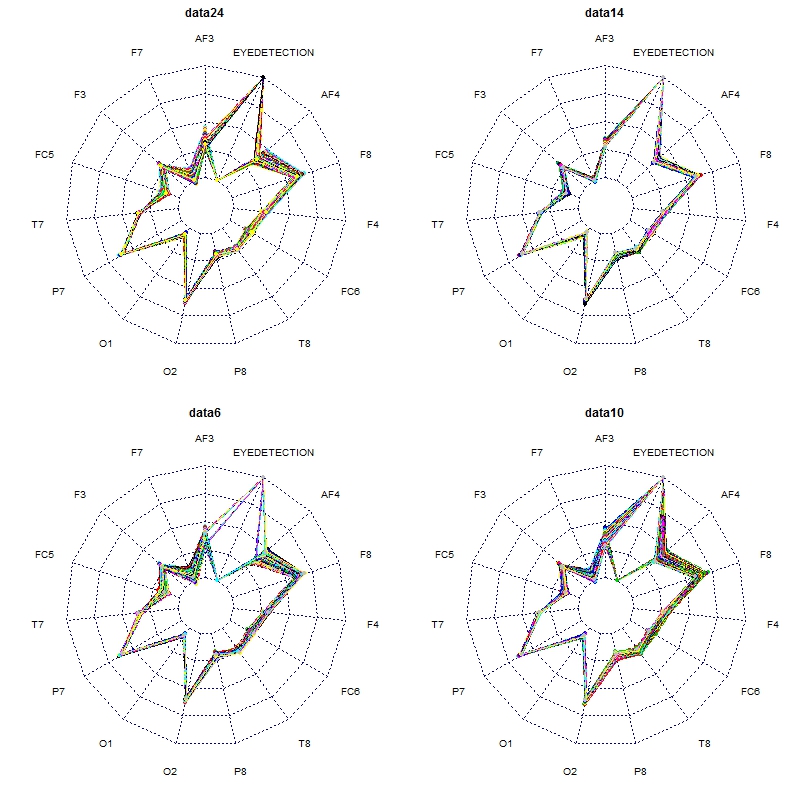 data24
AF3
F7
EYEDETECTION
F3
AF4
FC5
F8
T7
F4
P7
FC6
O1
T8
O2
P8
data14
AF3
F7
EYEDETECTION
F3
AF4
FC5
F8
T7
F4
P7
FC6
O1
T8
O2
P8
data6
AF3
F7
EYEDETECTION
F3
AF4
FC5
F8
T7
F4
P7
FC6
O1
T8
O2
P8
data10
AF3
F7
EYEDETECTION
F3
AF4
FC5
F8
T7
F4
P7
FC6
O1
T8
O2
P8